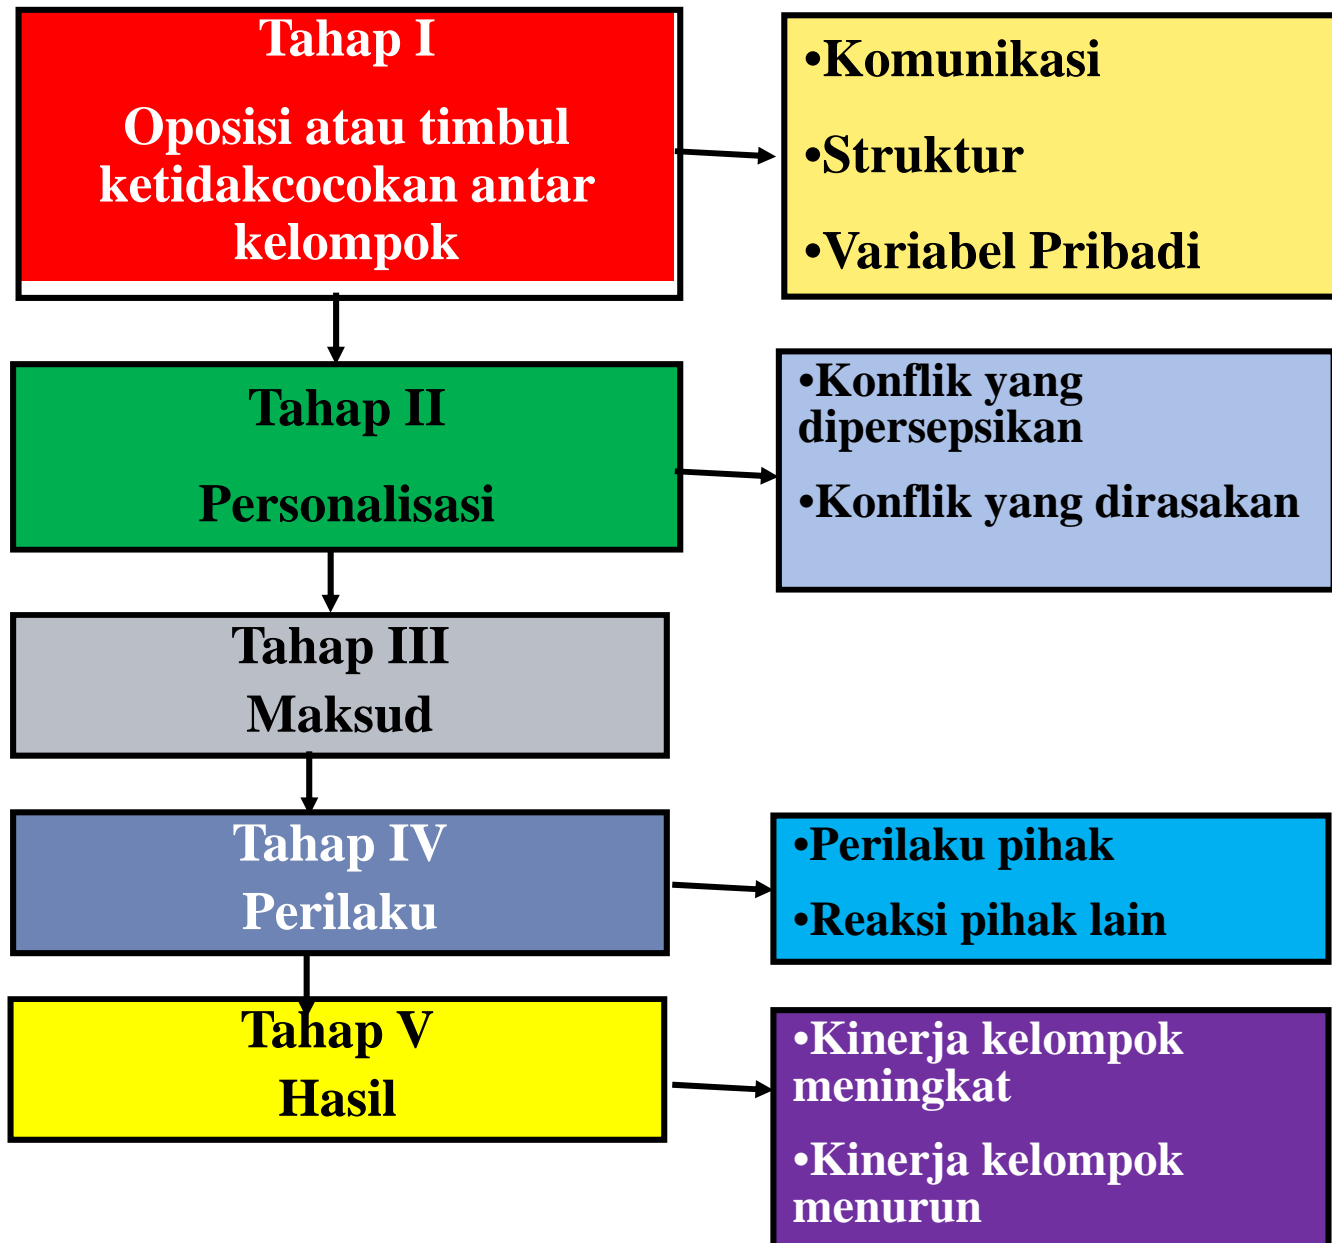 Tahap I
Oposisi atau timbul
ketidakcocokan antar
kelompok
•Komunikasi
•Struktur
•Variabel Pribadi
Tahap II
Personalisasi
•Konflik yang
dipersepsikan
•Konflik yang dirasakan
Tahap III
Maksud
Tahap IV
Perilaku
•Perilaku pihak
•Reaksi pihak lain
Tahap V
Hasil
•Kinerja kelompok
meningkat
•Kinerja kelompok
menurun